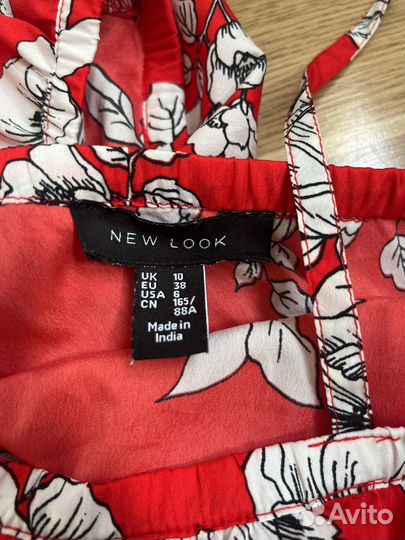 NEW LOOK
UK 10
EU 38
USA 6
CN 165/
88A
Made in
India
Avito